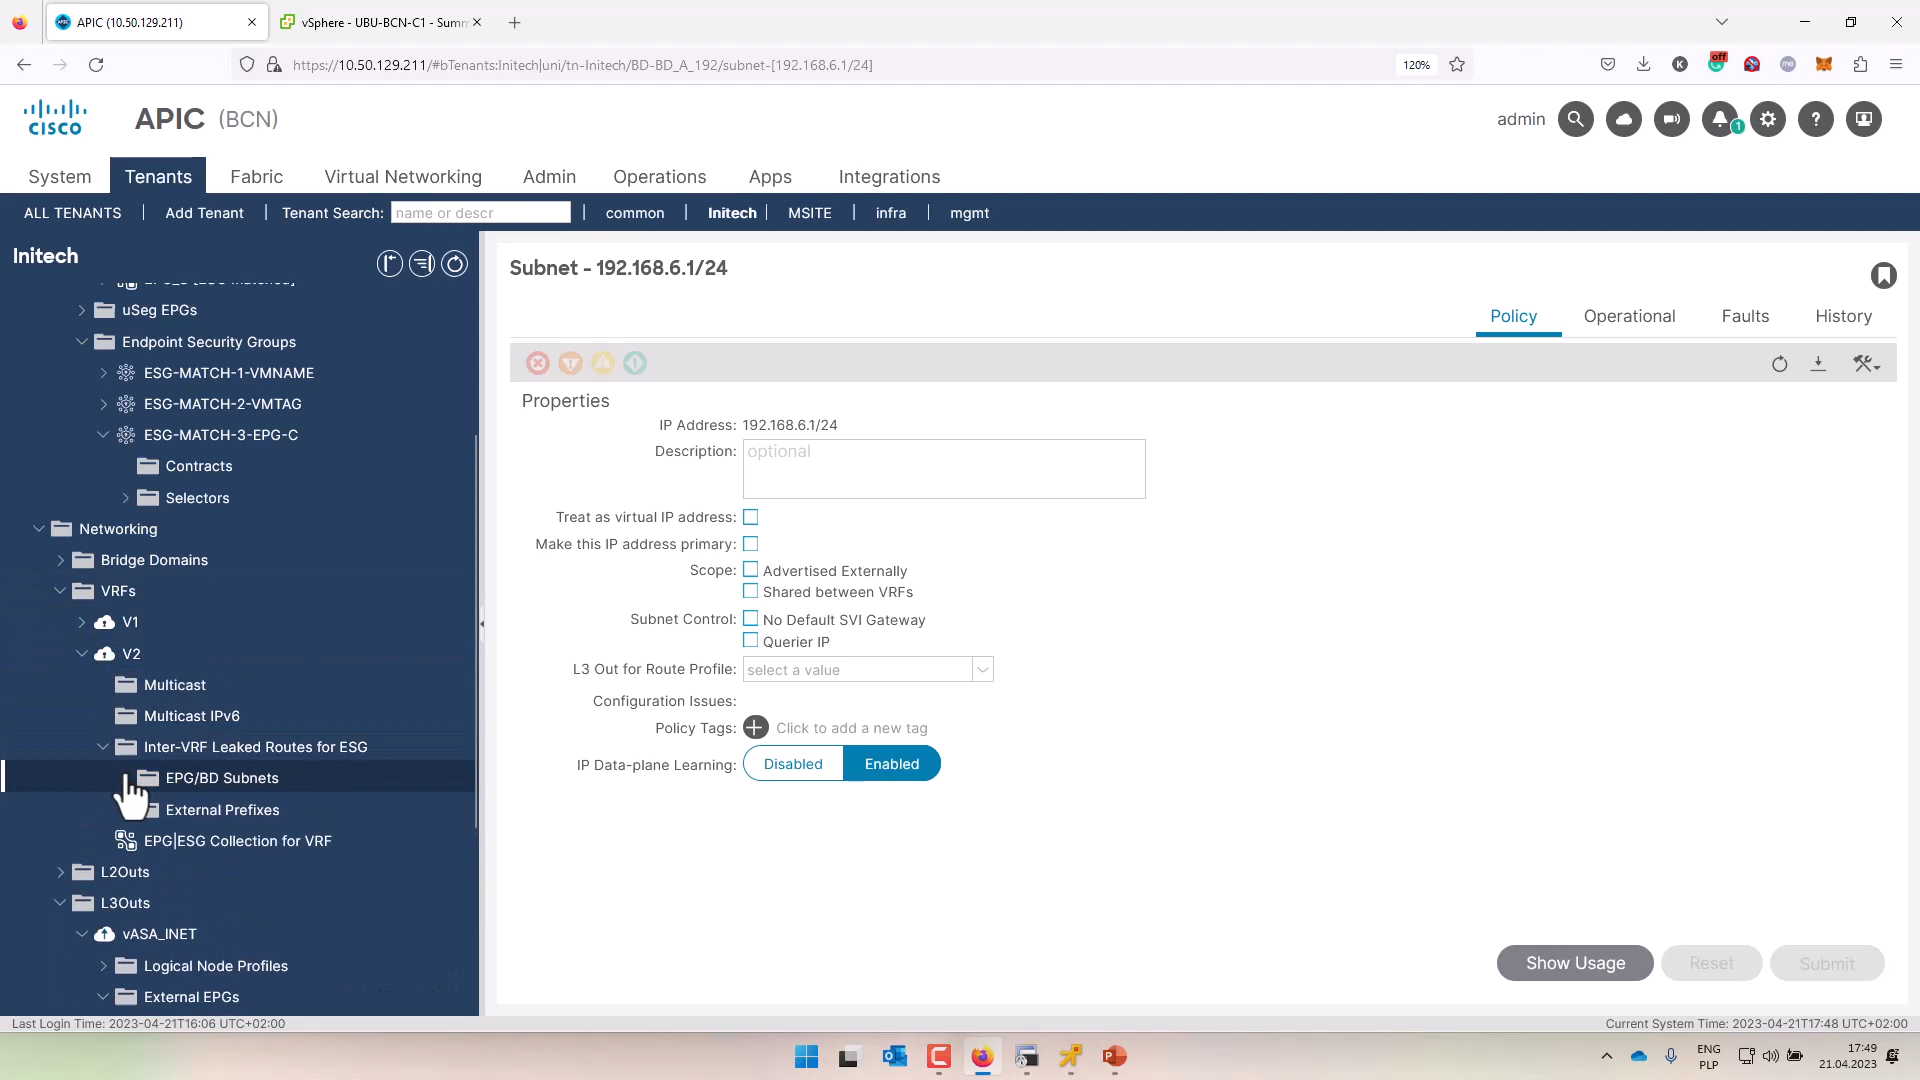 APIC (10.50.129.211)
vSphere - UBU-BCN-C1 - Summ
https://10.50.129.211/#bTenants:Initech|uni/tn-Initech/BD-BD_A_192/subnet-[192.168.6.1/24]
120%
off
K
me
CISCO
APIC (BCN)
admin
1
System
Tenants
Fabric
Virtual Networking
Admin
Operations
Apps
Integrations
ALL TENANTS | Add Tenant | Tenant Search: name or descr | common | Initech | MSITE | infra | mgmt
Initech
uSeg EPGs
Endpoint Security Groups
ESG-MATCH-1-VMNAME
ESG-MATCH-2-VMTAG
ESG-MATCH-3-EPG-C
Contracts
Selectors
Networking
Bridge Domains
VRFs
V1
V2
Multicast
Multicast IPv6
Inter-VRF Leaked Routes for ESG
EPG/BD Subnets
External Prefixes
EPG|ESG Collection for VRF
L2Outs
L3Outs
vASA_INET
Logical Node Profiles
External EPGs
Subnet - 192.168.6.1/24
Policy
Operational
Faults
History
Properties
IP Address: 192.168.6.1/24
Description: optional
Treat as virtual IP address:
Make this IP address primary:
Scope: Advertised Externally
Shared between VRFs
Subnet Control: No Default SVI Gateway
Querier IP
L3 Out for Route Profile: select a value
Configuration Issues:
Policy Tags: Click to add a new tag
IP Data-plane Learning: Disabled Enabled
Show Usage
Reset
Submit
Last Login Time: 2023-04-21T16:06 UTC+02:00
Current System Time: 2023-04-21T17:48 UTC+02:00
ENG
PLP
17:49
21.04.2023